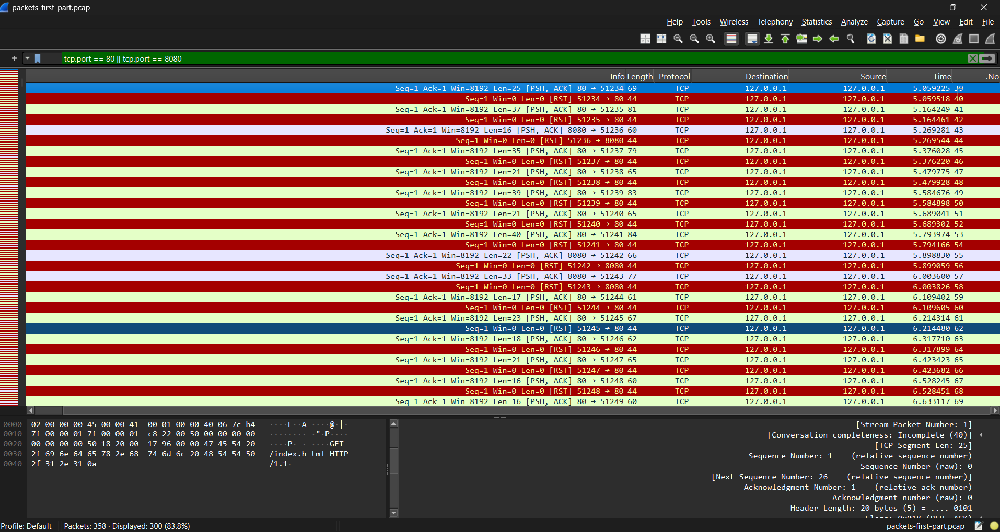 packets-first-part.pcap
Help Tools Wireless Telephony Statistics Analyze Capture Go View Edit File
tcp.port == 80 || tcp.port == 8080
Info Length Protocol Destination Source Time .No
Seq=1 Ack=1 Win=8192 Len=25 [PSH, ACK] 80 → 51234 69 TCP 127.0.0.1 127.0.0.1 5.059225 39
Seq=1 Win=0 Len=0 [RST] 51234 → 80 44 TCP 127.0.0.1 127.0.0.1 5.059518 40
Seq=1 Ack=1 Win=8192 Len=37 [PSH, ACK] 80 → 51235 81 TCP 127.0.0.1 127.0.0.1 5.164249 41
Seq=1 Win=0 Len=0 [RST] 51235 → 80 44 TCP 127.0.0.1 127.0.0.1 5.164461 42
Seq=1 Ack=1 Win=8192 Len=16 [PSH, ACK] 8080 → 51236 60 TCP 127.0.0.1 127.0.0.1 5.269281 43
Seq=1 Win=0 Len=0 [RST] 51236 → 8080 44 TCP 127.0.0.1 127.0.0.1 5.269544 44
Seq=1 Ack=1 Win=8192 Len=35 [PSH, ACK] 80 → 51237 79 TCP 127.0.0.1 127.0.0.1 5.376028 45
Seq=1 Win=0 Len=0 [RST] 51237 → 80 44 TCP 127.0.0.1 127.0.0.1 5.376220 46
Seq=1 Ack=1 Win=8192 Len=21 [PSH, ACK] 80 → 51238 65 TCP 127.0.0.1 127.0.0.1 5.479775 47
Seq=1 Win=0 Len=0 [RST] 51238 → 80 44 TCP 127.0.0.1 127.0.0.1 5.479928 48
Seq=1 Ack=1 Win=8192 Len=39 [PSH, ACK] 80 → 51239 83 TCP 127.0.0.1 127.0.0.1 5.584676 49
Seq=1 Win=0 Len=0 [RST] 51239 → 80 44 TCP 127.0.0.1 127.0.0.1 5.584898 50
Seq=1 Ack=1 Win=8192 Len=21 [PSH, ACK] 80 → 51240 65 TCP 127.0.0.1 127.0.0.1 5.689041 51
Seq=1 Win=0 Len=0 [RST] 51240 → 80 44 TCP 127.0.0.1 127.0.0.1 5.689302 52
Seq=1 Ack=1 Win=8192 Len=40 [PSH, ACK] 80 → 51241 84 TCP 127.0.0.1 127.0.0.1 5.793974 53
Seq=1 Win=0 Len=0 [RST] 51241 → 80 44 TCP 127.0.0.1 127.0.0.1 5.794166 54
Seq=1 Ack=1 Win=8192 Len=22 [PSH, ACK] 8080 → 51242 66 TCP 127.0.0.1 127.0.0.1 5.898830 55
Seq=1 Win=0 Len=0 [RST] 51242 → 8080 44 TCP 127.0.0.1 127.0.0.1 5.899059 56
Seq=1 Ack=1 Win=8192 Len=33 [PSH, ACK] 8080 → 51243 77 TCP 127.0.0.1 127.0.0.1 6.003600 57
Seq=1 Win=0 Len=0 [RST] 51243 → 8080 44 TCP 127.0.0.1 127.0.0.1 6.003826 58
Seq=1 Ack=1 Win=8192 Len=17 [PSH, ACK] 80 → 51244 61 TCP 127.0.0.1 127.0.0.1 6.109402 59
Seq=1 Win=0 Len=0 [RST] 51244 → 80 44 TCP 127.0.0.1 127.0.0.1 6.109605 60
Seq=1 Ack=1 Win=8192 Len=23 [PSH, ACK] 80 → 51245 67 TCP 127.0.0.1 127.0.0.1 6.214314 61
Seq=1 Win=0 Len=0 [RST] 51245 → 80 44 TCP 127.0.0.1 127.0.0.1 6.214480 62
Seq=1 Ack=1 Win=8192 Len=18 [PSH, ACK] 80 → 51246 62 TCP 127.0.0.1 127.0.0.1 6.317710 63
Seq=1 Win=0 Len=0 [RST] 51246 → 80 44 TCP 127.0.0.1 127.0.0.1 6.317899 64
Seq=1 Ack=1 Win=8192 Len=21 [PSH, ACK] 80 → 51247 65 TCP 127.0.0.1 127.0.0.1 6.423423 65
Seq=1 Win=0 Len=0 [RST] 51247 → 80 44 TCP 127.0.0.1 127.0.0.1 6.423682 66
Seq=1 Ack=1 Win=8192 Len=16 [PSH, ACK] 80 → 51248 60 TCP 127.0.0.1 127.0.0.1 6.528245 67
Seq=1 Win=0 Len=0 [RST] 51248 → 80 44 TCP 127.0.0.1 127.0.0.1 6.528451 68
Seq=1 Ack=1 Win=8192 Len=16 [PSH, ACK] 80 → 51249 60 TCP 127.0.0.1 127.0.0.1 6.633117 69
0000 02 00 00 00 45 00 00 41 00 01 00 00 40 06 7c b4 ····E··A ····@·|·
0010 7f 00 00 01 7f 00 00 01 c8 22 00 50 00 00 00 00 ········ ·"·P····
0020 00 00 00 00 50 18 20 00 17 96 00 00 47 45 54 20 ····P· · ····GET
0030 2f 69 6e 64 65 78 2e 68 74 6d 6c 20 48 54 54 50 /index.h tml HTTP
0040 2f 31 2e 31 0a /1.1·
[Stream Packet Number: 1]
[Conversation completeness: Incomplete (40)]
[TCP Segment Len: 25]
Sequence Number: 1 (relative sequence number)
Sequence Number (raw): 0
[Next Sequence Number: 26 (relative sequence number)]
Acknowledgment Number: 1 (relative ack number)
Acknowledgment number (raw): 0
Header Length: 20 bytes (5) = .... 0101
Flags: 0x018 (PSH, ACK)
Profile: Default Packets: 358 · Displayed: 300 (83.8%) packets-first-part.pcap